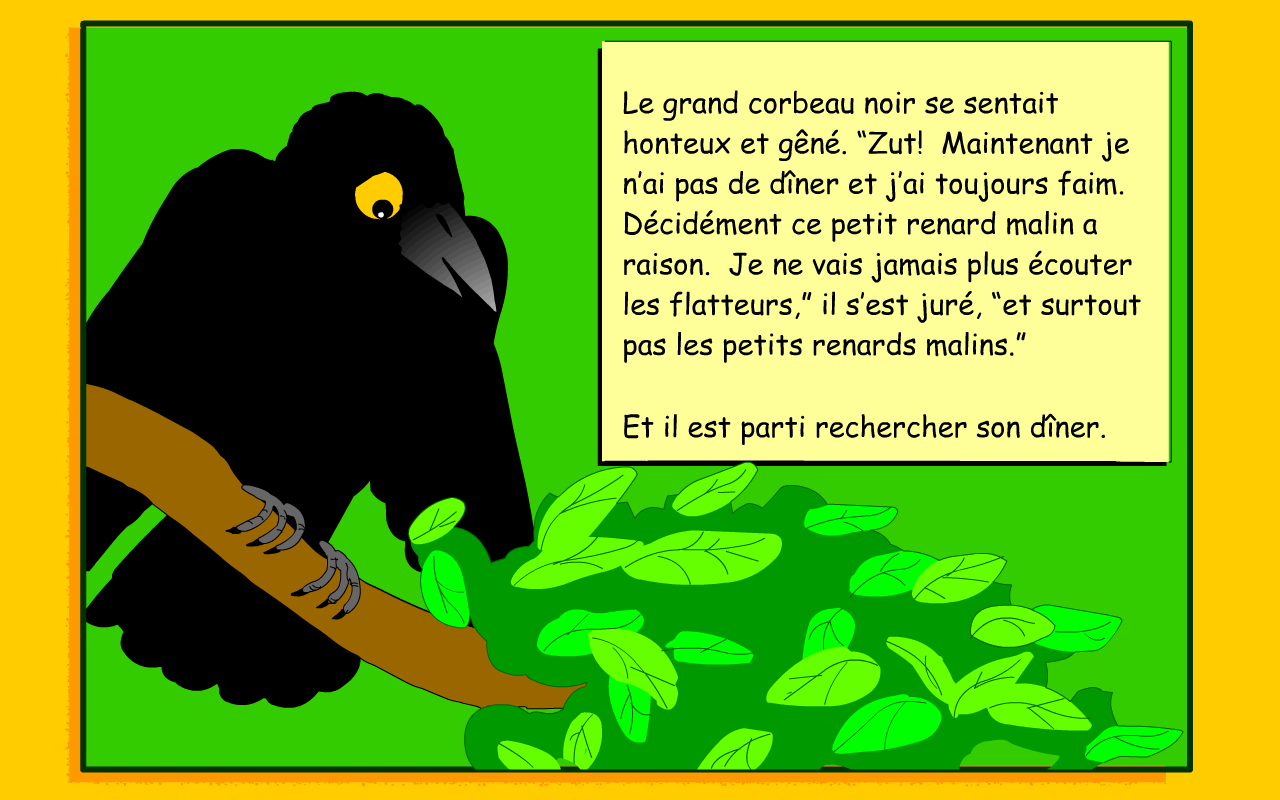 Le grand corbeau noir se sentait
honteux et gêné. “Zut!  Maintenant je
n’ai pas de dîner et j’ai toujours faim.
Décidément ce petit renard malin a
raison.  Je ne vais jamais plus écouter
les flatteurs,” il s’est juré, “et surtout
pas les petits renards malins.”
Et il est parti rechercher son dîner.